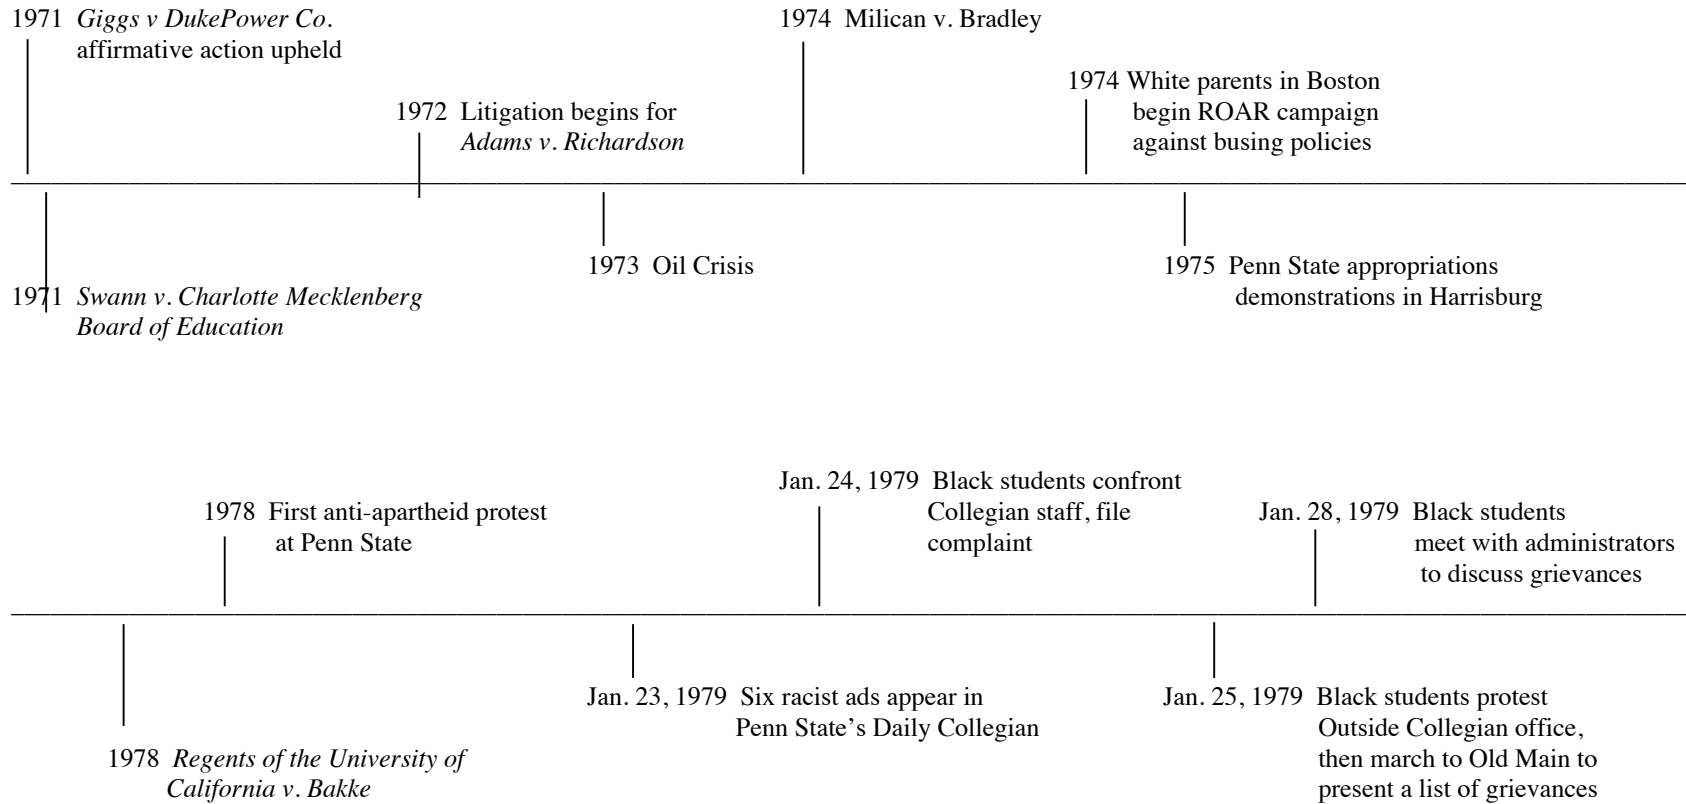 1971 Giggs v DukePower Co.
affirmative action upheld
1974 Milican v. Bradley
1974 White parents in Boston
begin ROAR campaign
against busing policies
1972 Litigation begins for
Adams v. Richardson
1973 Oil Crisis
1975 Penn State appropriations
demonstrations in Harrisburg
1971 Swann v. Charlotte Mecklenberg
Board of Education
Jan. 24, 1979 Black students confront
Collegian staff, file
complaint
1978 First anti-apartheid protest
at Penn State
Jan. 28, 1979 Black students
meet with administrators
to discuss grievances
Jan. 23, 1979 Six racist ads appear in
Penn State’s Daily Collegian
Jan. 25, 1979 Black students protest
Outside Collegian office,
then march to Old Main to
present a list of grievances
1978 Regents of the University of
California v. Bakke